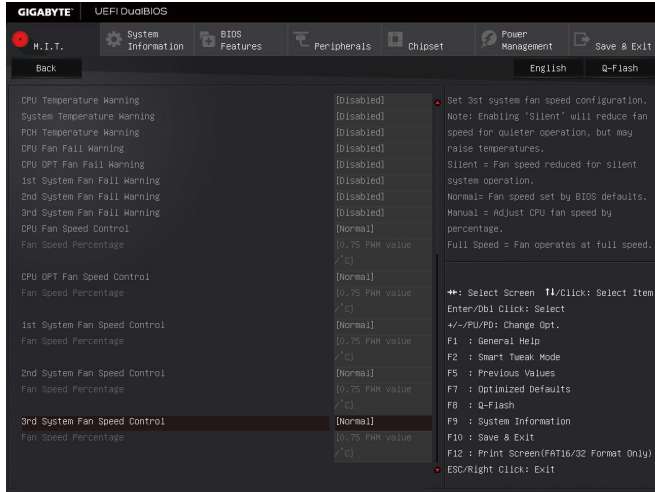 GIGABYTE™ UEFI DualBIOS
M.I.T.
System Information
BIOS Features
Peripherals
Chipset
Power Management
Save & Exit
Back
English
Q-Flash
CPU Temperature Warning [Disabled]
System Temperature Warning [Disabled]
PCH Temperature Warning [Disabled]
CPU Fan Fail Warning [Disabled]
CPU OPT Fan Fail Warning [Disabled]
1st System Fan Fail Warning [Disabled]
2nd System Fan Fail Warning [Disabled]
3rd System Fan Fail Warning [Disabled]
CPU Fan Speed Control [Normal]
Fan Speed Percentage [0.75 PWM value
/°C]
CPU OPT Fan Speed Control [Normal]
Fan Speed Percentage [0.75 PWM value
/°C]
1st System Fan Speed Control [Normal]
Fan Speed Percentage [0.75 PWM value
/°C]
2nd System Fan Speed Control [Normal]
Fan Speed Percentage [0.75 PWM value
/°C]
3rd System Fan Speed Control [Normal]
Fan Speed Percentage [0.75 PWM value
/°C]
Set 3st system fan speed configuration.
Note: Enabling 'Silent' will reduce fan
speed for quieter operation, but may
raise temperatures.
Silent = Fan speed reduced for silent
system operation.
Normal= Fan speed set by BIOS defaults.
Manual = Adjust CPU fan speed by
percentage.
Full Speed = Fan operates at full speed.
→←: Select Screen ↑↓/Click: Select Item
Enter/Dbl Click: Select
+/-/PU/PD: Change Opt.
F1 : General Help
F2 : Smart Tweak Mode
F5 : Previous Values
F7 : Optimized Defaults
F8 : Q-Flash
F9 : System Information
F10 : Save & Exit
F12 : Print Screen(FAT16/32 Format Only)
ESC/Right Click: Exit